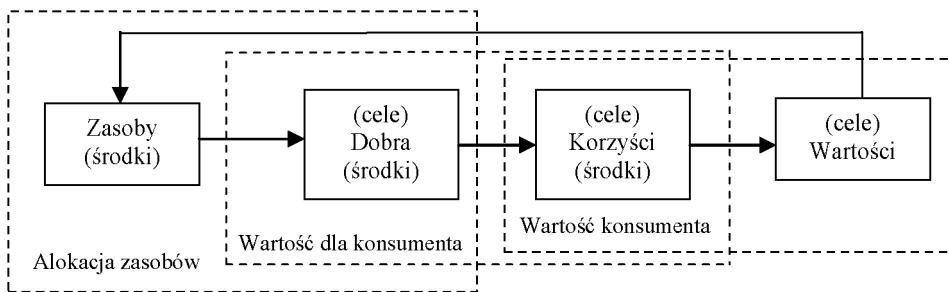 Zasoby
(środki)
(cele)
Dobra
(środki)
(cele)
Korzyści
(środki)
(cele)
Wartości
Wartość konsumenta
Wartość dla konsumenta
Alokacja zasobów